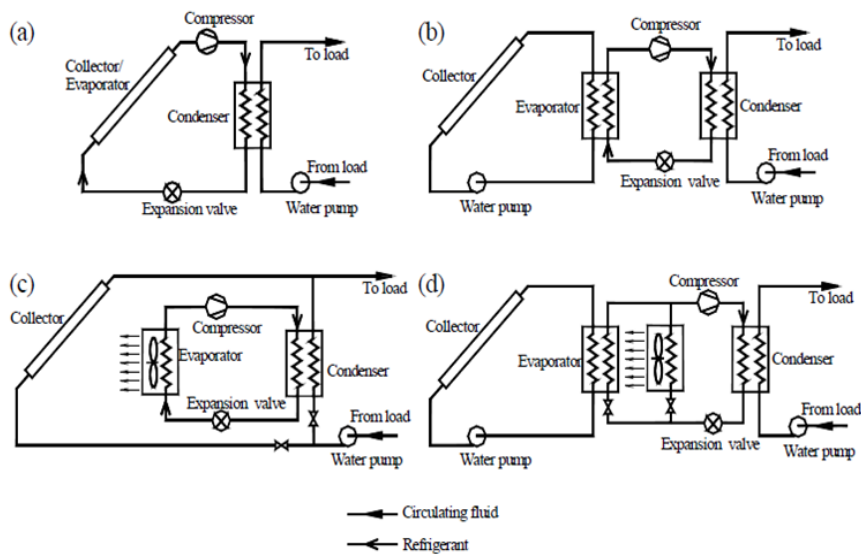 (a)
Compressor
To load
Collector/
Evaporator
Condenser
From load
Expansion valve
Water pump
(b)
Compressor
To load
Collector
Evaporator
Condenser
From load
Expansion valve
Water pump
Water pump
(c)
To load
Collector
Compressor
Evaporator
Condenser
Expansion valve
From load
Water pump
(d)
Compressor
To load
Collector
Evaporator
Condenser
From load
Expansion valve
Water pump
Water pump
Circulating fluid
Refrigerant